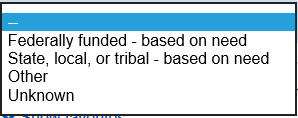 --
Federally funded - based on need
State, local, or tribal - based on need
Other
Unknown